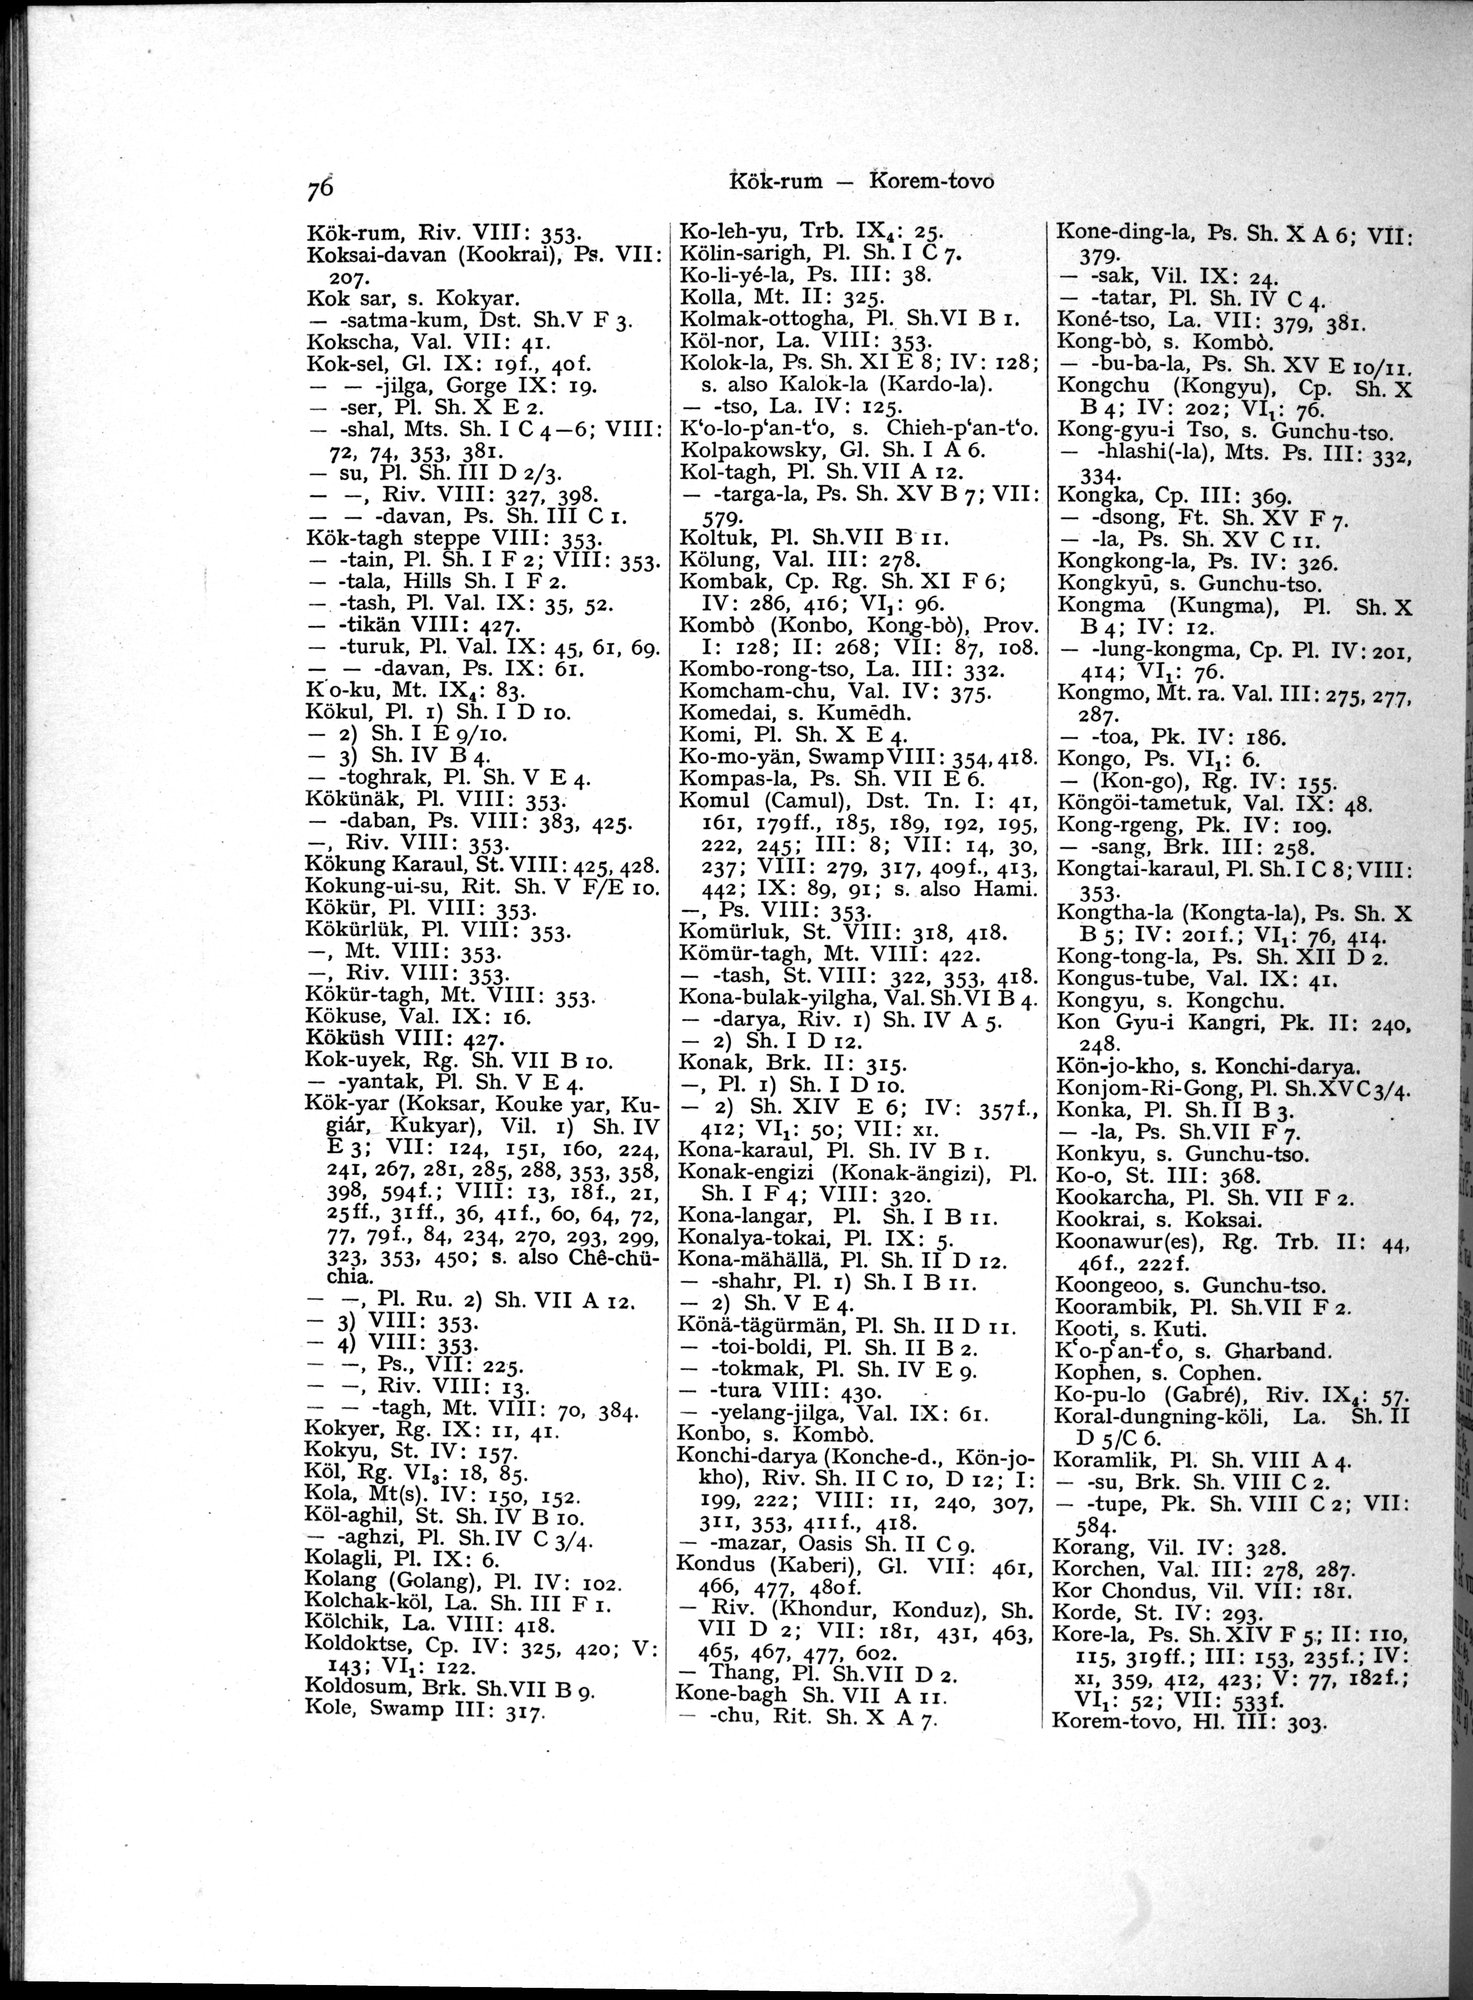 76
Kök-rum — Korem-tovo
Kök-rum, Riv. VIII: 353.
Koksai-davan (Kookrai), Ps. VII:
207.
Kok sar, s. Kokyar.
— -satma-kum, Dst. Sh.V F 3.
Kokscha, Val. VII: 41.
Kok-sel, Gl. IX: 19f., 40f.
— — -jilga, Gorge IX: 19.
— -ser, Pl. Sh. X E 2.
— -shal, Mts. Sh. I C 4—6; VIII:
72, 74, 353, 381.
— su, Pl. Sh. III D 2/3.
— —, Riv. VIII: 327, 398.
— — -davan, Ps. Sh. III C 1.
Kök-tagh steppe VIII: 353.
— -tain, Pl. Sh. I F 2; VIII: 353.
— -tala, Hills Sh. I F 2.
— -tash, Pl. Val. IX: 35, 52.
— -tikän VIII: 427.
— -turuk, Pl. Val. IX: 45, 61, 69.
— — -davan, Ps. IX: 61.
K'o-ku, Mt. IX₄: 83.
Kökul, Pl. 1) Sh. I D 10.
— 2) Sh. I E 9/10.
— 3) Sh. IV B 4.
— -toghrak, Pl. Sh. V E 4.
Kökünäk, Pl. VIII: 353.
— -daban, Ps. VIII: 383, 425.
—, Riv. VIII: 353.
Kökung Karaul, St. VIII: 425, 428.
Kokung-ui-su, Rit. Sh. V F/E 10.
Kökür, Pl. VIII: 353.
Kökürlük, Pl. VIII: 353.
—, Mt. VIII: 353.
—, Riv. VIII: 353.
Kökür-tagh, Mt. VIII: 353.
Kökuse, Val. IX: 16.
Köküsh VIII: 427.
Kok-uyek, Rg. Sh. VII B 10.
— -yantak, Pl. Sh. V E 4.
Kök-yar (Koksar, Kouke yar, Ku-
giár, Kukyar), Vil. 1) Sh. IV
E 3; VII: 124, 151, 160, 224,
241, 267, 281, 285, 288, 353, 358,
398, 594f.; VIII: 13, 18f., 21,
25ff., 31ff., 36, 41f., 60, 64, 72,
77, 79f., 84, 234, 270, 293, 299,
323, 353, 450; s. also Chê-chü-
chia.
— —, Pl. Ru. 2) Sh. VII A 12.
— 3) VIII: 353.
— 4) VIII: 353.
— —, Ps., VII: 225.
— —, Riv. VIII: 13.
— — -tagh, Mt. VIII: 70, 384.
Kokyer, Rg. IX: 11, 41.
Kokyu, St. IV: 157.
Köl, Rg. VI₃: 18, 85.
Kola, Mt(s). IV: 150, 152.
Köl-aghil, St. Sh. IV B 10.
— -aghzi, Pl. Sh. IV C 3/4.
Kolagli, Pl. IX: 6.
Kolang (Golang), Pl. IV: 102.
Kolchak-köl, La. Sh. III F 1.
Kölchik, La. VIII: 418.
Koldoktse, Cp. IV: 325, 420; V:
143; VI₁: 122.
Koldosum, Brk. Sh.VII B 9.
Kole, Swamp III: 317.
Ko-leh-yu, Trb. IX₄: 25.
Kölin-sarigh, Pl. Sh. I C 7.
Ko-li-yé-la, Ps. III: 38.
Kolla, Mt. II: 325.
Kolmak-ottogha, Pl. Sh.VI B 1.
Köl-nor, La. VIII: 353.
Kolok-la, Ps. Sh. XI E 8; IV: 128;
s. also Kalok-la (Kardo-la).
— -tso, La. IV: 125.
K‘o-lo-p‘an-t‘o, s. Chieh-p‘an-t‘o.
Kolpakowsky, Gl. Sh. I A 6.
Kol-tagh, Pl. Sh. VII A 12.
— -targa-la, Ps. Sh. XV B 7; VII:
579.
Koltuk, Pl. Sh.VII B 11.
Kölung, Val. III: 278.
Kombak, Cp. Rg. Sh. XI F 6;
IV: 286, 416; VI₁: 96.
Kombò (Konbo, Kong-bò), Prov.
I: 128; II: 268; VII: 87, 108.
Kombo-rong-tso, La. III: 332.
Komcham-chu, Val. IV: 375.
Komedai, s. Kumēdh.
Komi, Pl. Sh. X E 4.
Ko-mo-yän, Swamp VIII: 354, 418.
Kompas-la, Ps. Sh. VII E 6.
Komul (Camul), Dst. Tn. I: 41,
161, 179ff., 185, 189, 192, 195,
222, 245; III: 8; VII: 14, 30,
237; VIII: 279, 317, 409f., 413,
442; IX: 89, 91; s. also Hami.
—, Ps. VIII: 353.
Komürluk, St. VIII: 318, 418.
Kömür-tagh, Mt. VIII: 422.
— -tash, St. VIII: 322, 353, 418.
Kona-bulak-yilgha, Val. Sh.VI B 4.
— -darya, Riv. 1) Sh. IV A 5.
— 2) Sh. I D 12.
Konak, Brk. II: 315.
—, Pl. 1) Sh. I D 10.
— 2) Sh. XIV E 6; IV: 357f.,
412; VI₁: 50; VII: XI.
Kona-karaul, Pl. Sh. IV B 1.
Konak-engizi (Konak-ängizi), Pl.
Sh. I F 4; VIII: 320.
Kona-langar, Pl. Sh. I B 11.
Konalya-tokai, Pl. IX: 5.
Kona-mähällä, Pl. Sh. II D 12.
— -shahr, Pl. 1) Sh. I B 11.
— 2) Sh. V E 4.
Könä-tägürmän, Pl. Sh. II D 11.
— -toi-boldi, Pl. Sh. II B 2.
— -tokmak, Pl. Sh. IV E 9.
— -tura VIII: 430.
— -yelang-jilga, Val. IX: 61.
Konbo, s. Kombò.
Konchi-darya (Konche-d., Kön-jo-
kho), Riv. Sh. II C 10, D 12; I:
199, 222; VIII: 11, 240, 307,
311, 353, 411f., 418.
— -mazar, Oasis Sh. II C 9.
Kondus (Kaberi), Gl. VII: 461,
466, 477, 480f.
— Riv. (Khondur, Konduz), Sh.
VII D 2; VII: 181, 431, 463,
465, 467, 477, 602.
— Thang, Pl. Sh.VII D 2.
Kone-bagh Sh. VII A 11.
— -chu, Rit. Sh. X A 7.
Kone-ding-la, Ps. Sh. X A 6; VII:
379.
— -sak, Vil. IX: 24.
— -tatar, Pl. Sh. IV C 4.
Koné-tso, La. VII: 379, 381.
Kong-bò, s. Kombò.
— -bu-ba-la, Ps. Sh. XV E 10/11.
Kongchu (Kongyu), Cp. Sh. X
B 4; IV: 202; VI₁: 76.
Kong-gyu-i Tso, s. Gunchu-tso.
— -hlashi(-la), Mts. Ps. III: 332,
334.
Kongka, Cp. III: 369.
— -dsong, Ft. Sh. XV F 7.
— -la, Ps. Sh. XV C 11.
Kongkong-la, Ps. IV: 326.
Kongkyü, s. Gunchu-tso.
Kongma (Kungma), Pl. Sh. X
B 4; IV: 12.
— -lung-kongma, Cp. Pl. IV: 201,
414; VI₁: 76.
Kongmo, Mt. ra. Val. III: 275, 277,
287.
— -toa, Pk. IV: 186.
Kongo, Ps. VI₁: 6.
— (Kon-go), Rg. IV: 155.
Köngöi-tametuk, Val. IX: 48.
Kong-rgeng, Pk. IV: 109.
— -sang, Brk. III: 258.
Kongtai-karaul, Pl. Sh. I C 8; VIII:
353.
Kongtha-la (Kongta-la), Ps. Sh. X
B 5; IV: 201f.; VI₁: 76, 414.
Kong-tong-la, Ps. Sh. XII D 2.
Kongus-tube, Val. IX: 41.
Kongyu, s. Kongchu.
Kon Gyu-i Kangri, Pk. II: 240,
248.
Kön-jo-kho, s. Konchi-darya.
Konjom-Ri-Gong, Pl. Sh.XV C 3/4.
Konka, Pl. Sh. II B 3.
— -la, Ps. Sh.VII F 7.
Konkyu, s. Gunchu-tso.
Ko-o, St. III: 368.
Kookarcha, Pl. Sh. VII F 2.
Kookrai, s. Koksai.
Koonawur(es), Rg. Trb. II: 44,
46f., 222f.
Koongeoo, s. Gunchu-tso.
Koorambik, Pl. Sh.VII F 2.
Kooti, s. Kuti.
K‘o-p‘an-t‘o, s. Gharband.
Kophen, s. Cophen.
Ko-pu-lo (Gabré), Riv. IX₄: 57.
Koral-dungning-köli, La. Sh. II
D 5/C 6.
Koramlik, Pl. Sh. VIII A 4.
— -su, Brk. Sh. VIII C 2.
— -tupe, Pk. Sh. VIII C 2; VII:
584.
Korang, Vil. IV: 328.
Korchen, Val. III: 278, 287.
Kor Chondus, Vil. VII: 181.
Korde, St. IV: 293.
Kore-la, Ps. Sh. XIV F 5; II: 110,
115, 319ff.; III: 153, 235f.; IV:
XI, 359, 412, 423; V: 77, 182f.;
VI₁: 52; VII: 533f.
Korem-tovo, Hl. III: 303.